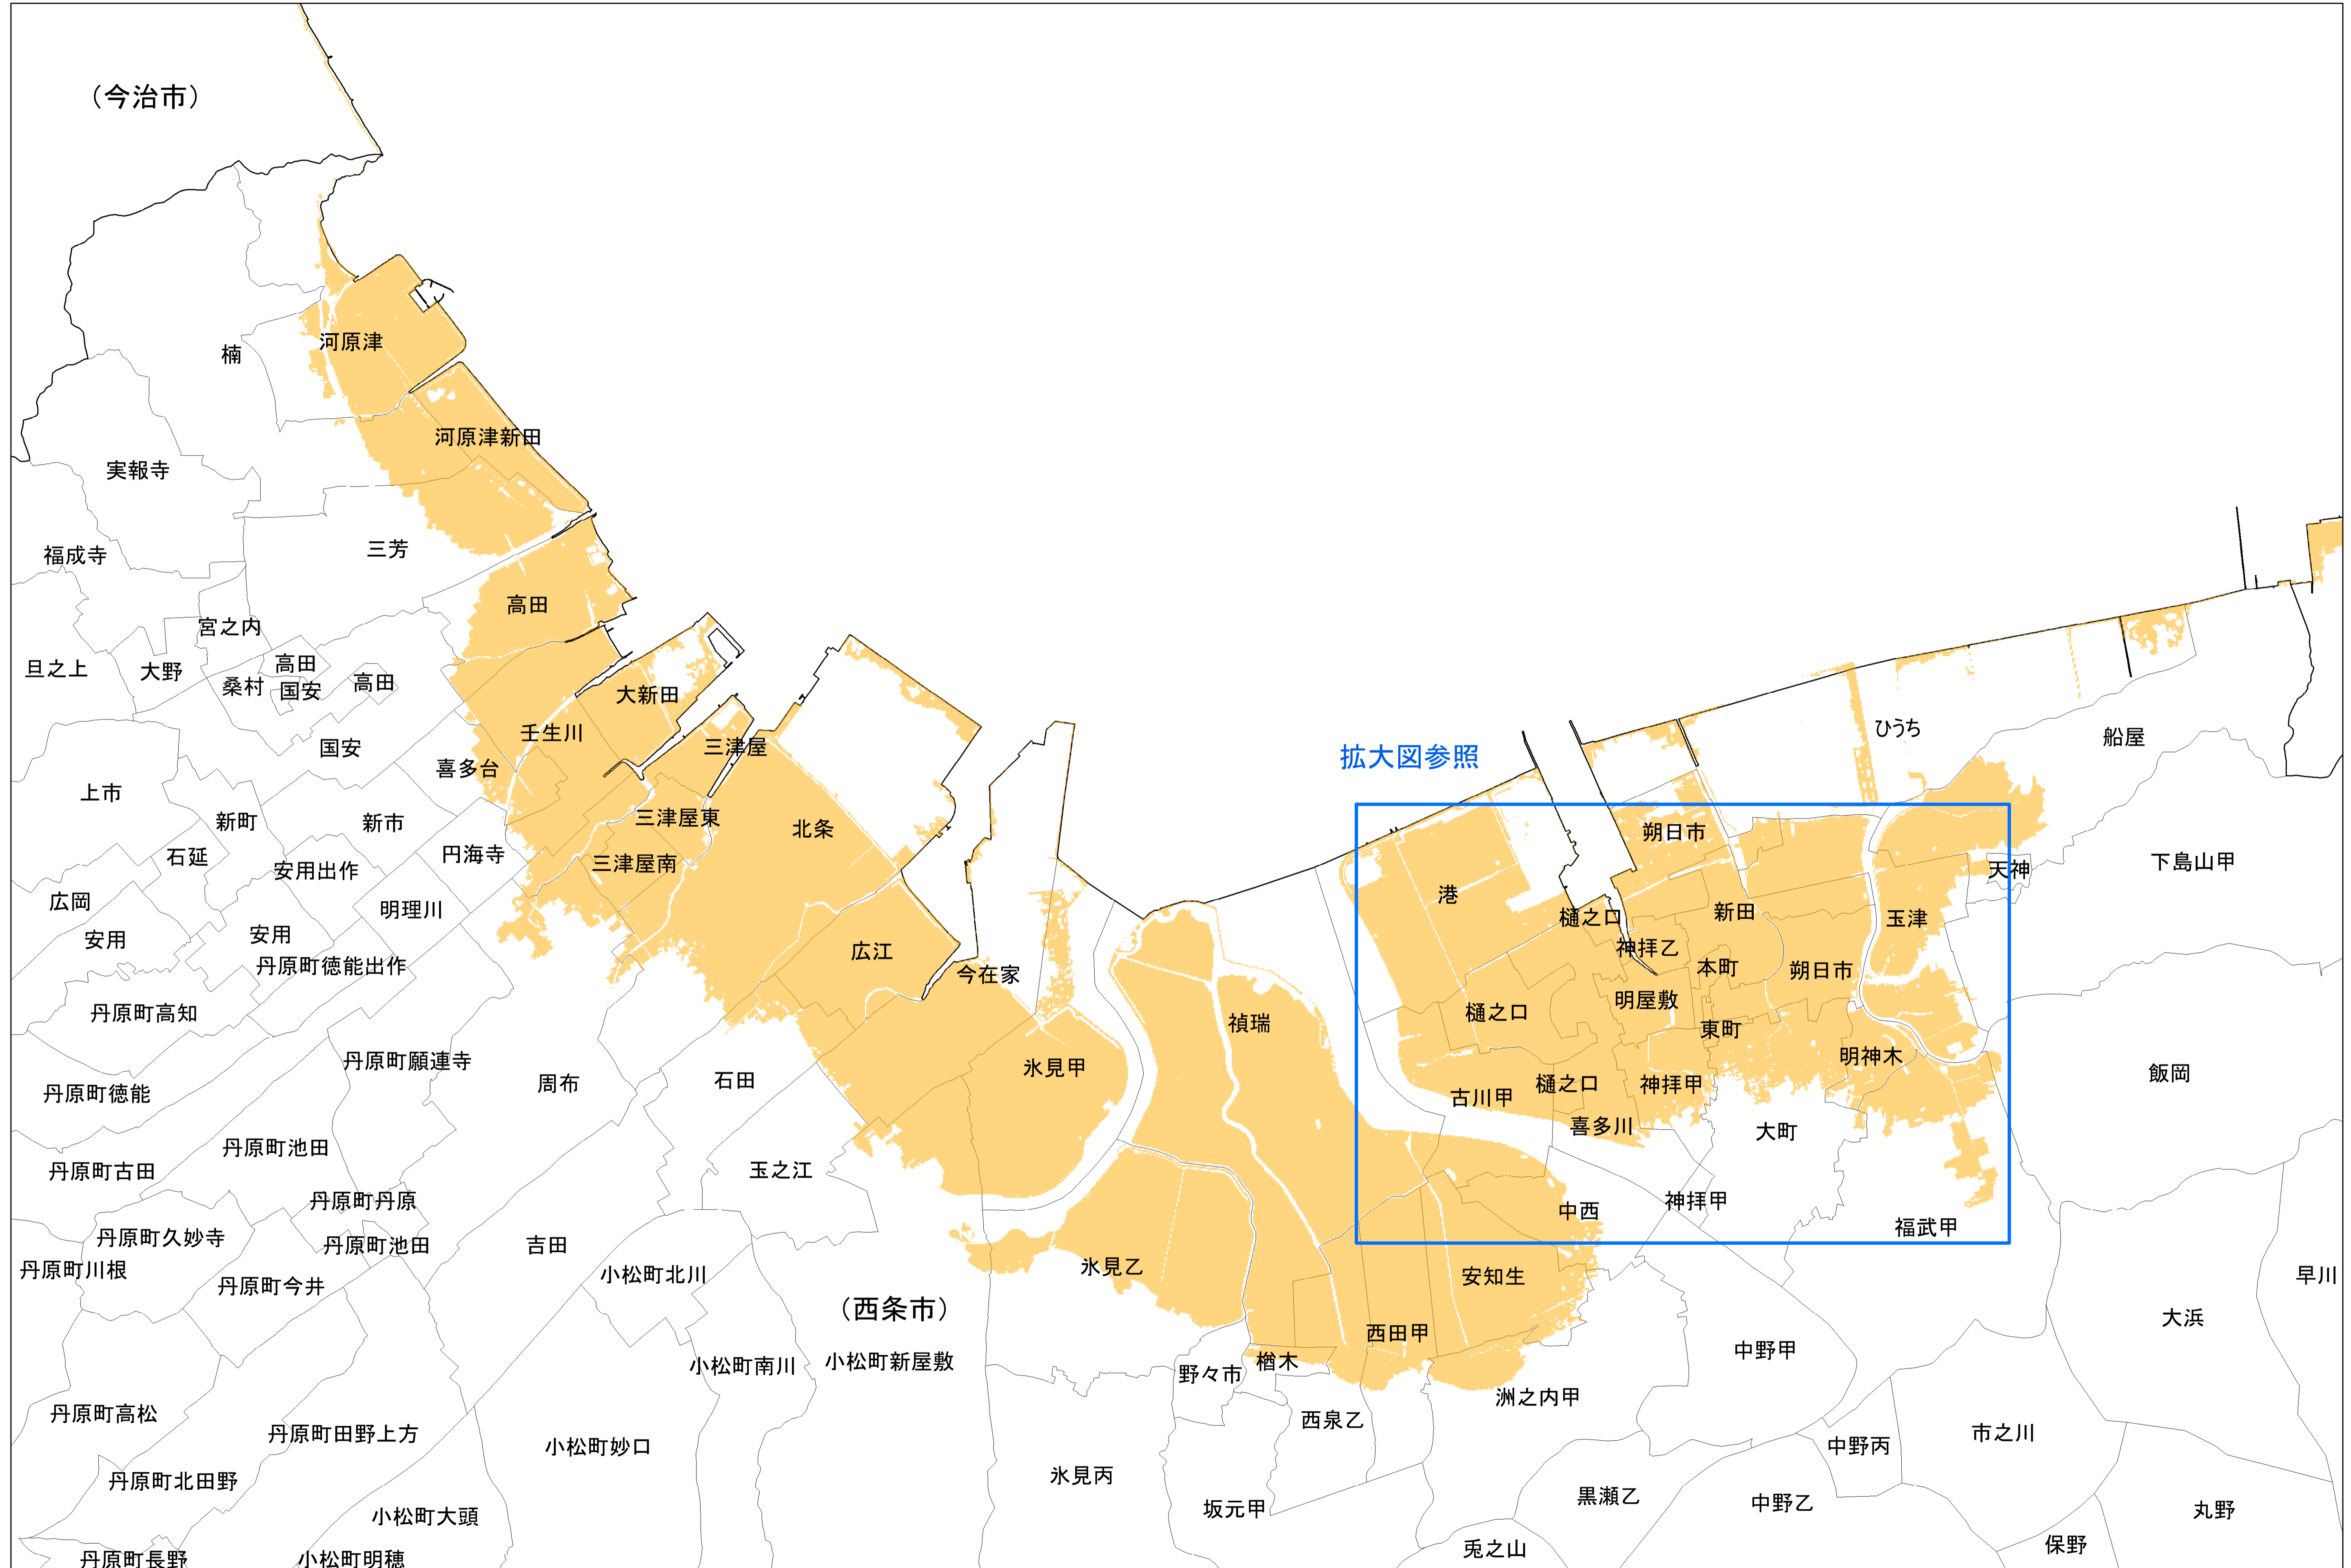 （今治市）
楠
河原津
河原津新田
実報寺
福成寺
三芳
高田
宮之内
旦之上
大野
高田
桑村
国安
高田
国安
大新田
壬生川
三津屋
喜多台
ひうち
船屋
拡大図参照
上市
新町
新市
三津屋東
北条
朔日市
石延
円海寺
三津屋南
安用出作
天神
下島山甲
広岡
明理川
港
樋之口
新田
玉津
安用
安用
広江
神拝乙
丹原町徳能出作
今在家
本町
朔日市
丹原町高知
樋之口
明屋敷
禎瑞
東町
丹原町願連寺
氷見甲
明神木
周布
石田
飯岡
丹原町徳能
古川甲
樋之口
神拝甲
喜多川
大町
丹原町池田
丹原町古田
玉之江
丹原町丹原
神拝甲
中西
福武甲
丹原町久妙寺
丹原町池田
吉田
丹原町川根
丹原町今井
小松町北川
氷見乙
安知生
早川
（西条市）
大浜
西田甲
小松町南川
小松町新屋敷
野々市
楢木
中野甲
洲之内甲
丹原町高松
西泉乙
丹原町田野上方
小松町妙口
市之川
中野丙
丹原町北田野
氷見丙
坂元甲
黒瀬乙
中野乙
丸野
小松町大頭
兎之山
保野
丹原町長野
小松町明穂